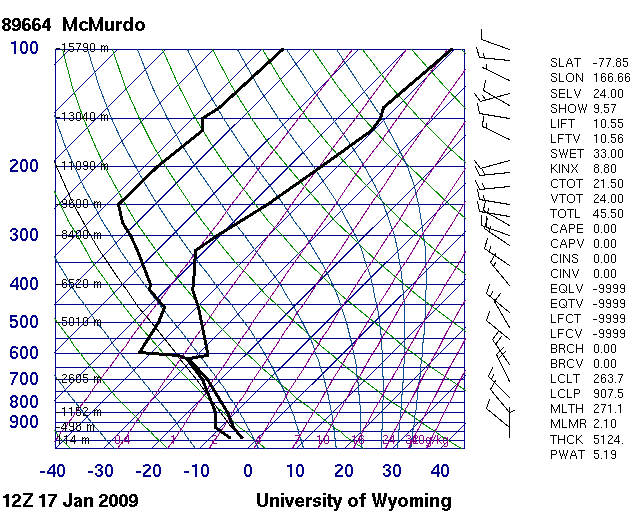 89664 McMurdo
100
15790 m
13040 m
200
11090 m
9600 m
300
8400 m
400
6620 m
500
5010 m
600
700
2605 m
800
1152 m
900
498 m
114 m
0.4
1
2
4
7
10
16
24
32
40g/kg
-40 -30 -20 -10 0 10 20 30 40
12Z 17 Jan 2009
University of Wyoming
SLAT -77.85
SLON 166.66
SELV 24.00
SHOW 9.57
LIFT 10.55
LFTV 10.56
SWET 33.00
KINX 8.80
CTOT 21.50
VTOT 24.00
TOTL 45.50
CAPE 0.00
CAPV 0.00
CINS 0.00
CINV 0.00
EQLV -9999
EQTV -9999
LFCT -9999
LFCV -9999
BRCH 0.00
BRCV 0.00
LCLT 263.7
LCLP 907.5
MLTH 271.1
MLMR 2.10
THCK 5124.
PWAT 5.19